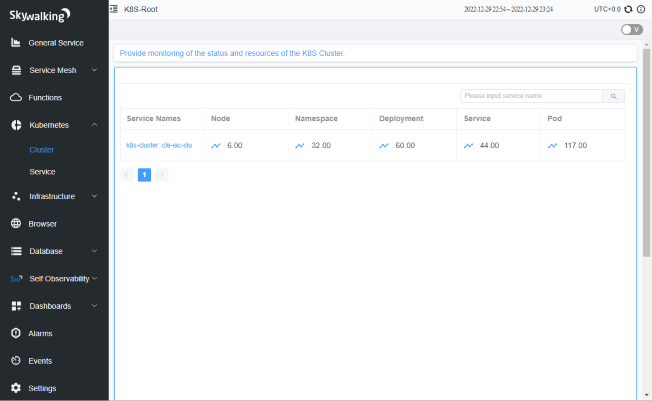 Skywalking
K8S-Root
2022-12-29 22:54 ~ 2022-12-29 23:24
UTC+0:0
V
General Service
Service Mesh
Functions
Kubernetes
Cluster
Service
Infrastructure
Browser
Database
Self Observability
Dashboards
Alarms
Events
Settings
Provide monitoring of the status and resources of the K8S Cluster.
Please input service name
Service Names Node Namespace Deployment Service Pod
k8s-cluster::cfe-iec-clu 6.00 32.00 60.00 44.00 117.00
1